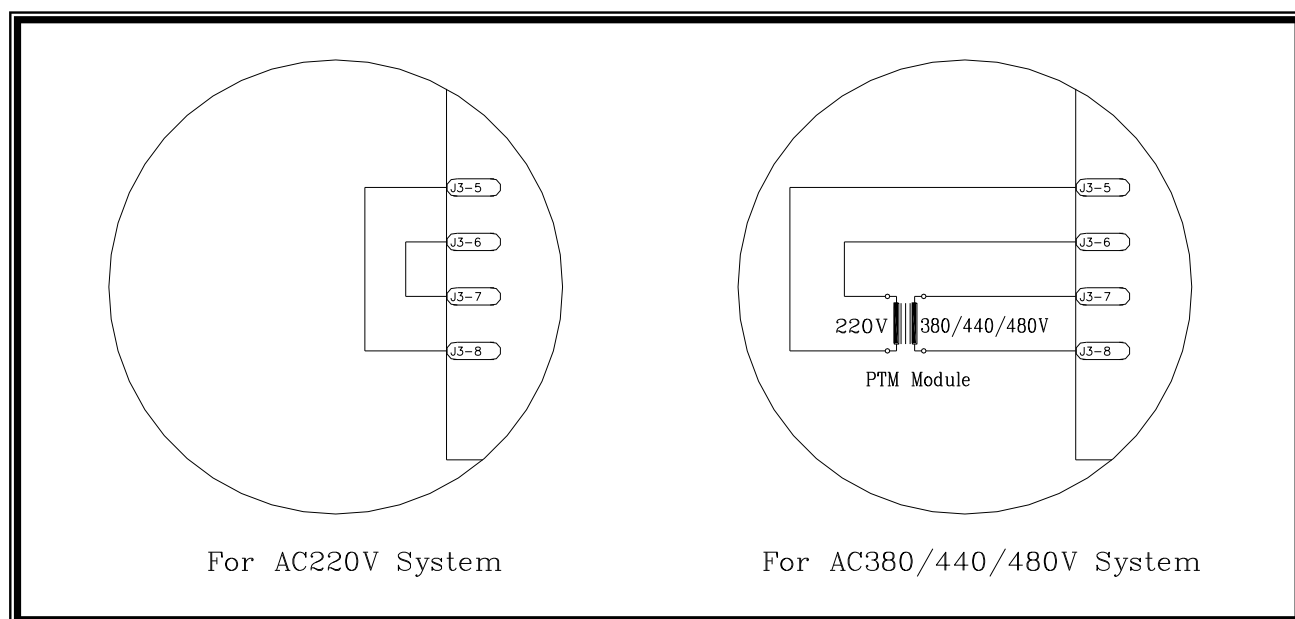 J3-5
J3-6
J3-7
J3-8
For AC220V System
J3-5
J3-6
J3-7
220V
380/440/480V
J3-8
PTM Module
For AC380/440/480V System